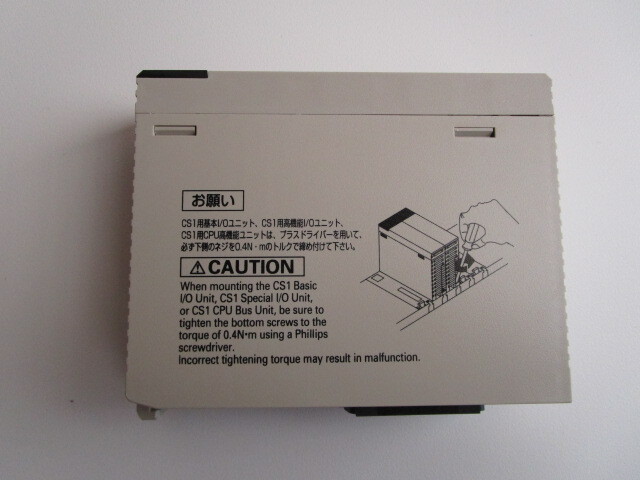 お願い
CS1用基本I/Oユニット、CS1用高機能I/Oユニット、
CS1用CPU高機能ユニットは、プラスドライバーを用いて、
必ず下側のネジを0.4N・mのトルクで締め付けて下さい。
⚠CAUTION
When mounting the CS1 Basic
I/O Unit, CS1 Special I/O Unit,
or CS1 CPU Bus Unit, be sure to
tighten the bottom screws to the
torque of 0.4N•m using a Phillips
screwdriver.
Incorrect tightening torque may result in malfunction.